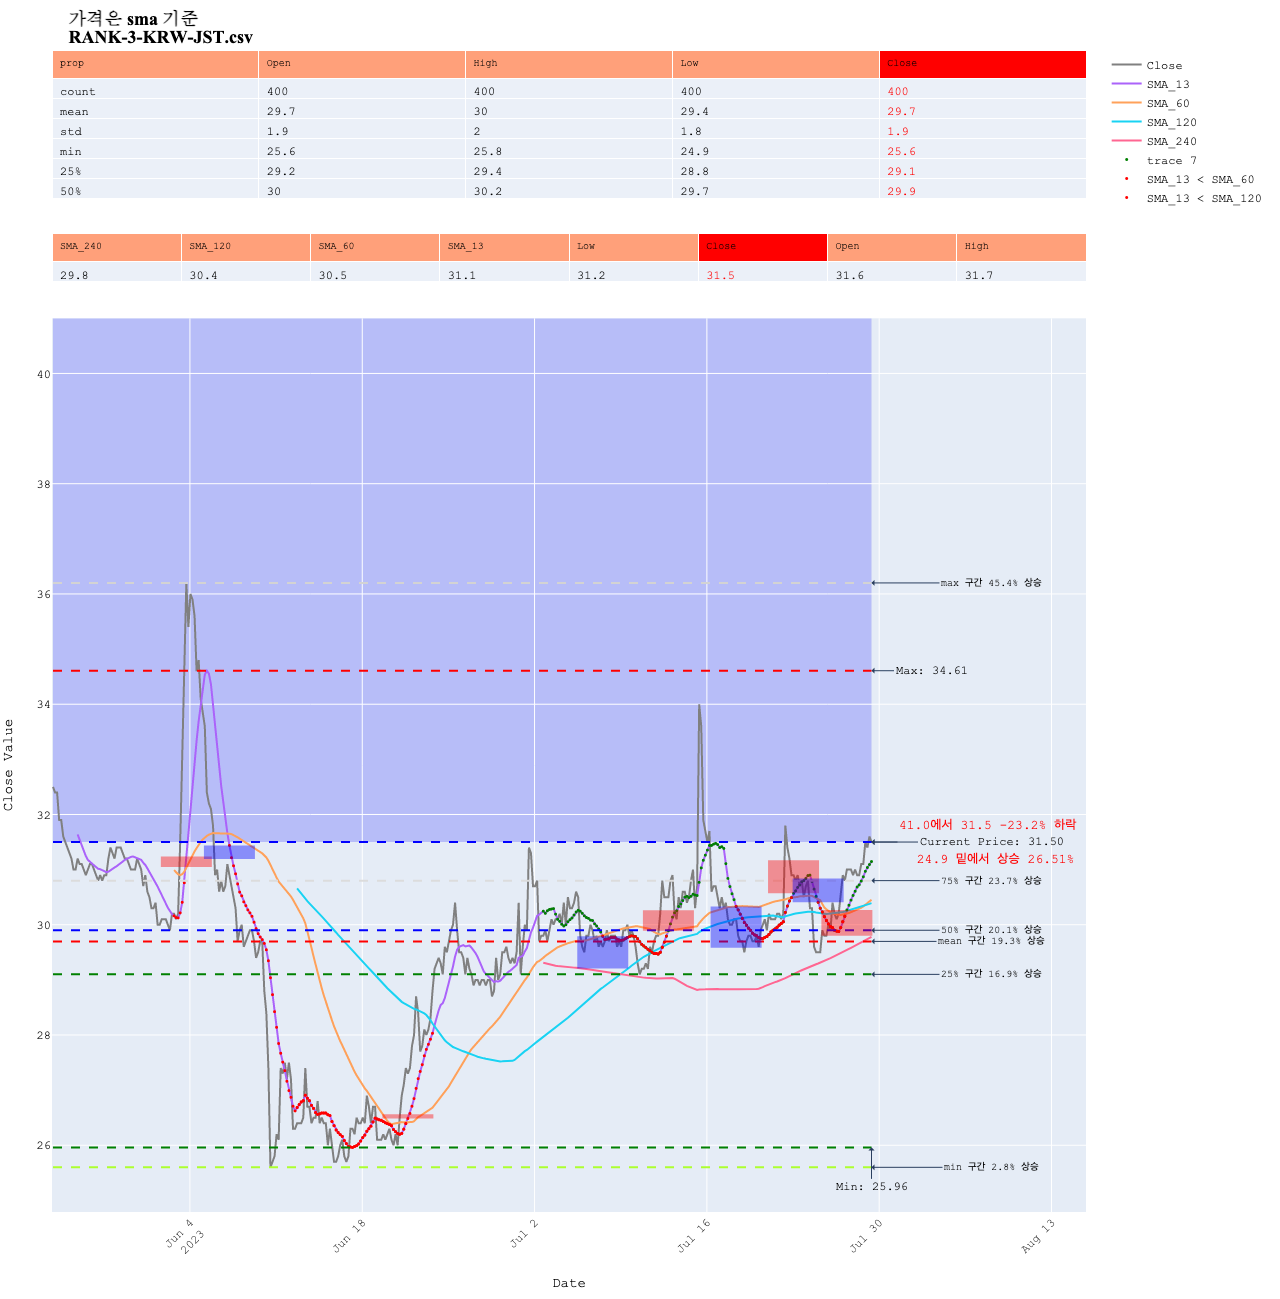 가격은 sma 기준
RANK-3-KRW-JST.csv
prop Open High Low Close
count 400 400 400 400
mean 29.7 30 29.4 29.7
std 1.9 2 1.8 1.9
min 25.6 25.8 24.9 25.6
25% 29.2 29.4 28.8 29.1
50% 30 30.2 29.7 29.9
Close
SMA_13
SMA_60
SMA_120
SMA_240
trace 7
SMA_13 < SMA_60
SMA_13 < SMA_120
SMA_240 SMA_120 SMA_60 SMA_13 Low Close Open High
29.8 30.4 30.5 31.1 31.2 31.5 31.6 31.7
40
38
36
34
32
30
28
26
Close Value
max 구간 45.4% 상승
Max: 34.61
41.0에서 31.5 -23.2% 하락
Current Price: 31.50
24.9 밑에서 상승 26.51%
75% 구간 23.7% 상승
50% 구간 20.1% 상승
mean 구간 19.3% 상승
25% 구간 16.9% 상승
min 구간 2.8% 상승
Min: 25.96
Jun 4
2023
Jun 18
Jul 2
Jul 16
Jul 30
Aug 13
Date